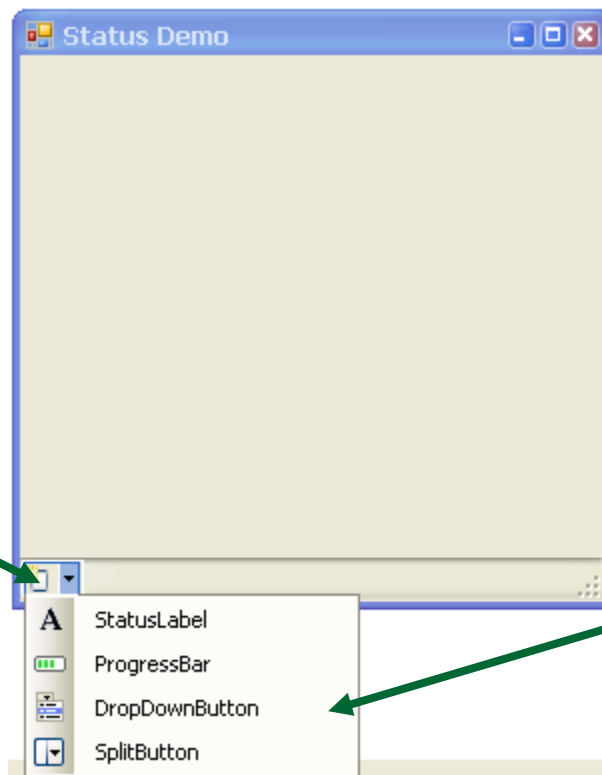 Status Demo
A StatusLabel
ProgressBar
DropDownButton
SplitButton